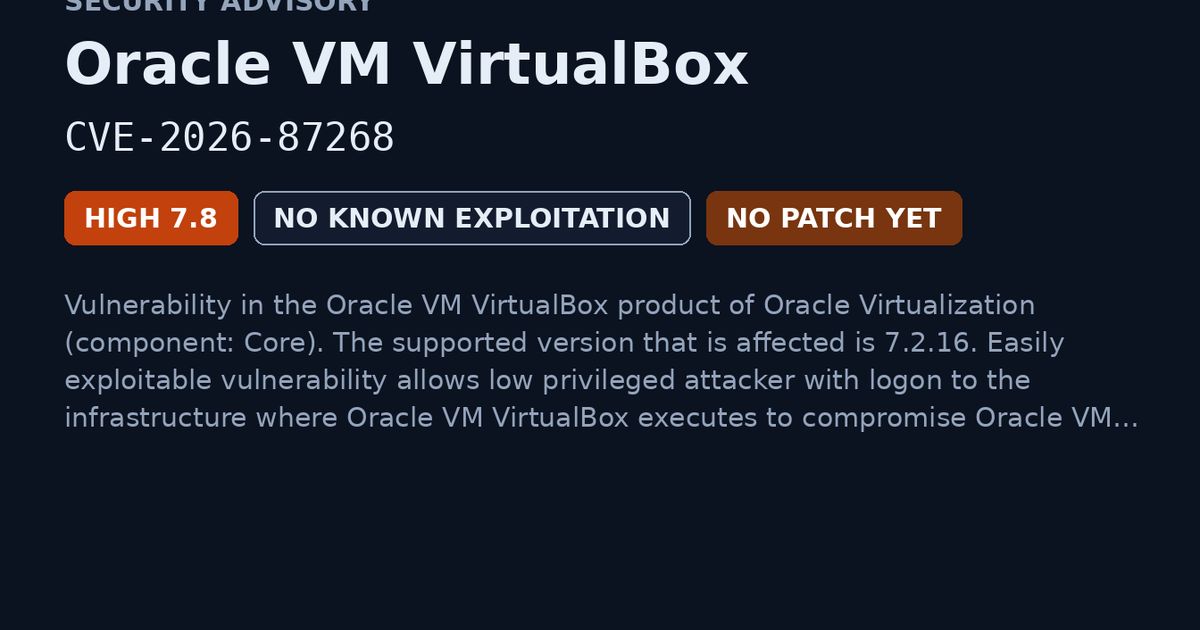 SECURITY ADVISORY
Oracle VM VirtualBox
CVE-2026-87268
HIGH 7.8
NO KNOWN EXPLOITATION
NO PATCH YET
Vulnerability in the Oracle VM VirtualBox product of Oracle Virtualization
(component: Core). The supported version that is affected is 7.2.16. Easily
exploitable vulnerability allows low privileged attacker with logon to the
infrastructure where Oracle VM VirtualBox executes to compromise Oracle VM...